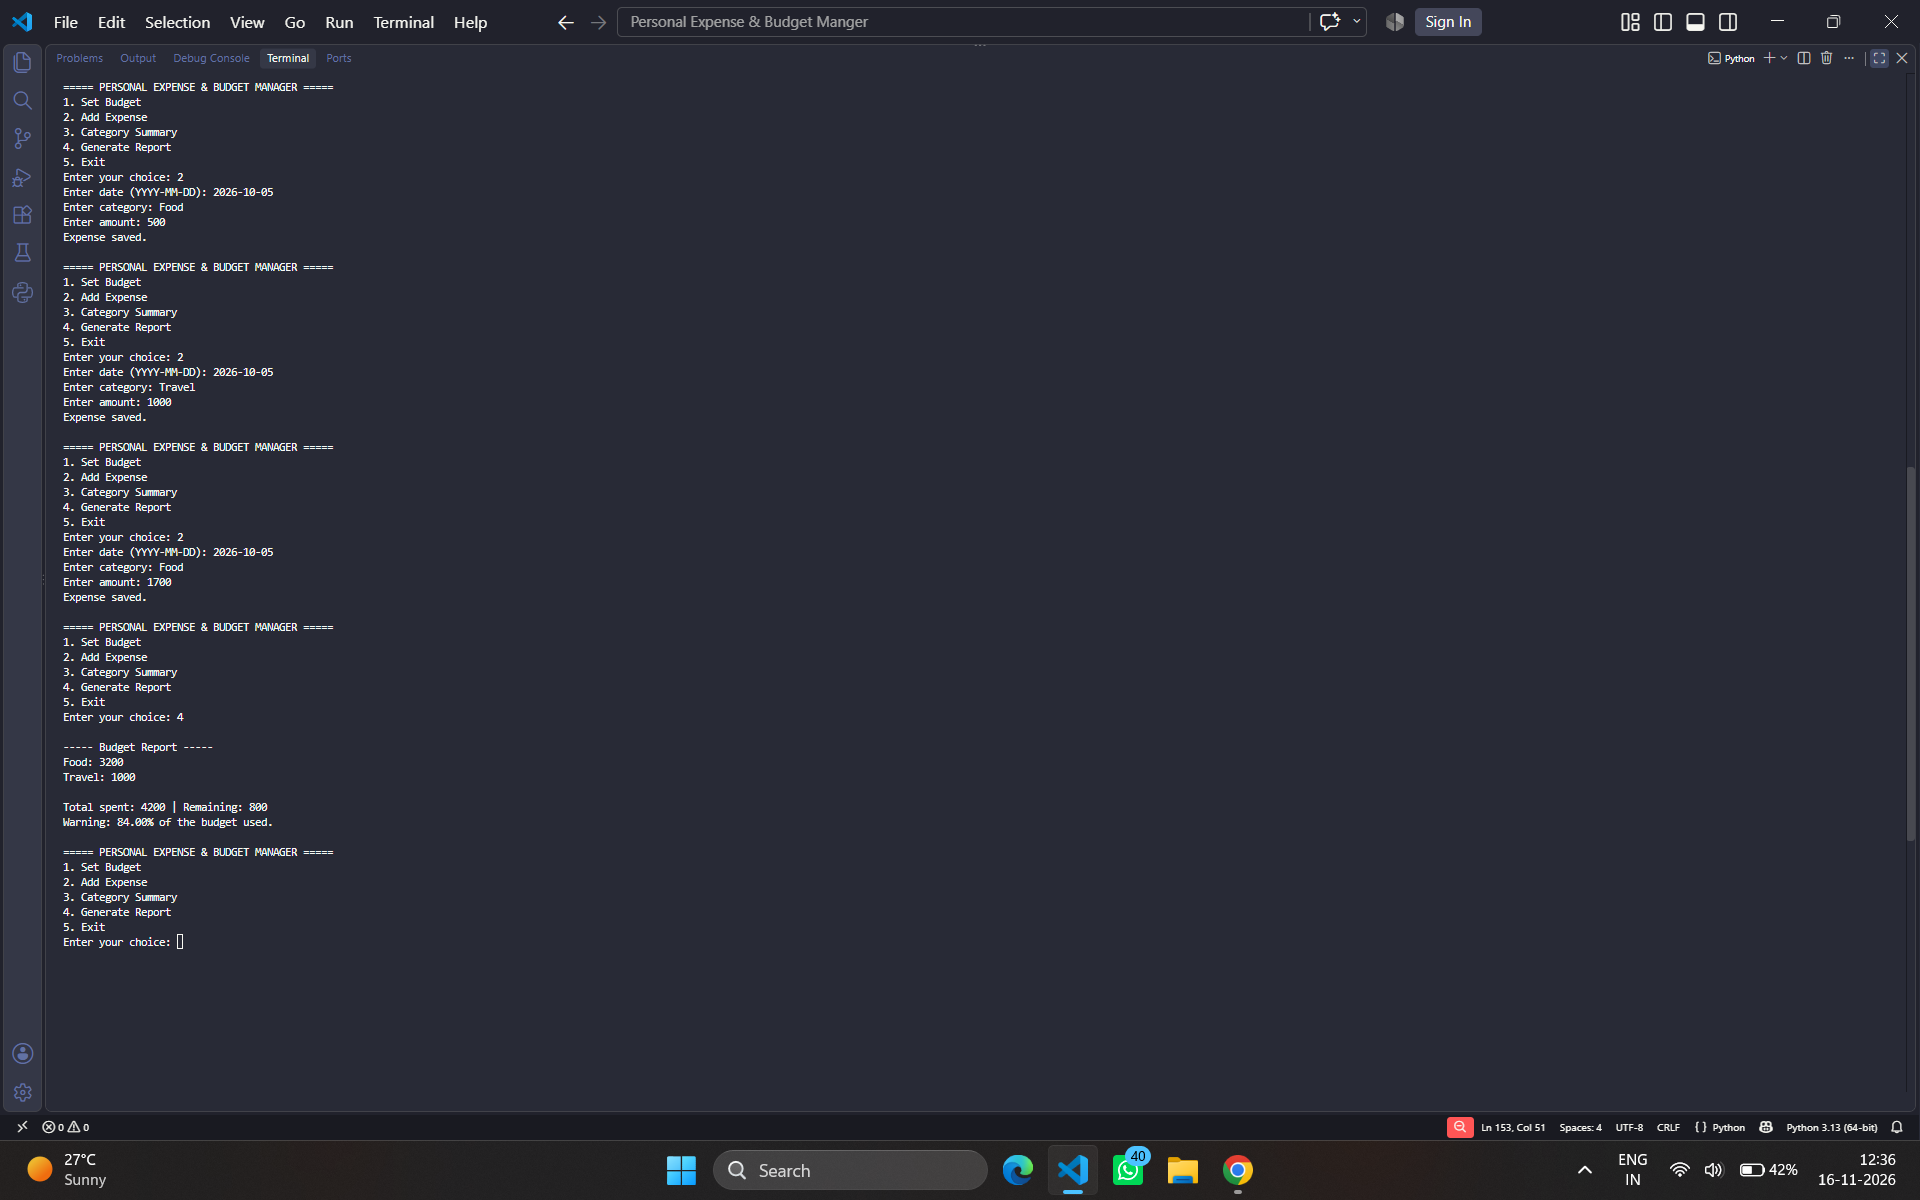 File Edit Selection View Go Run Terminal Help
Personal Expense & Budget Manger
Sign In
Problems Output Debug Console Terminal Ports
Python
===== PERSONAL EXPENSE & BUDGET MANAGER =====
1. Set Budget
2. Add Expense
3. Category Summary
4. Generate Report
5. Exit
Enter your choice: 2
Enter date (YYYY-MM-DD): 2026-10-05
Enter category: Food
Enter amount: 500
Expense saved.
===== PERSONAL EXPENSE & BUDGET MANAGER =====
1. Set Budget
2. Add Expense
3. Category Summary
4. Generate Report
5. Exit
Enter your choice: 2
Enter date (YYYY-MM-DD): 2026-10-05
Enter category: Travel
Enter amount: 1000
Expense saved.
===== PERSONAL EXPENSE & BUDGET MANAGER =====
1. Set Budget
2. Add Expense
3. Category Summary
4. Generate Report
5. Exit
Enter your choice: 2
Enter date (YYYY-MM-DD): 2026-10-05
Enter category: Food
Enter amount: 1700
Expense saved.
===== PERSONAL EXPENSE & BUDGET MANAGER =====
1. Set Budget
2. Add Expense
3. Category Summary
4. Generate Report
5. Exit
Enter your choice: 4
----- Budget Report -----
Food: 3200
Travel: 1000
Total spent: 4200 | Remaining: 800
Warning: 84.00% of the budget used.
===== PERSONAL EXPENSE & BUDGET MANAGER =====
1. Set Budget
2. Add Expense
3. Category Summary
4. Generate Report
5. Exit
Enter your choice:
0 0
Ln 153, Col 51 Spaces: 4 UTF-8 CRLF {} Python Python 3.13 (64-bit)
27°C
Sunny
Search
40
ENG
IN
42%
12:36
16-11-2026